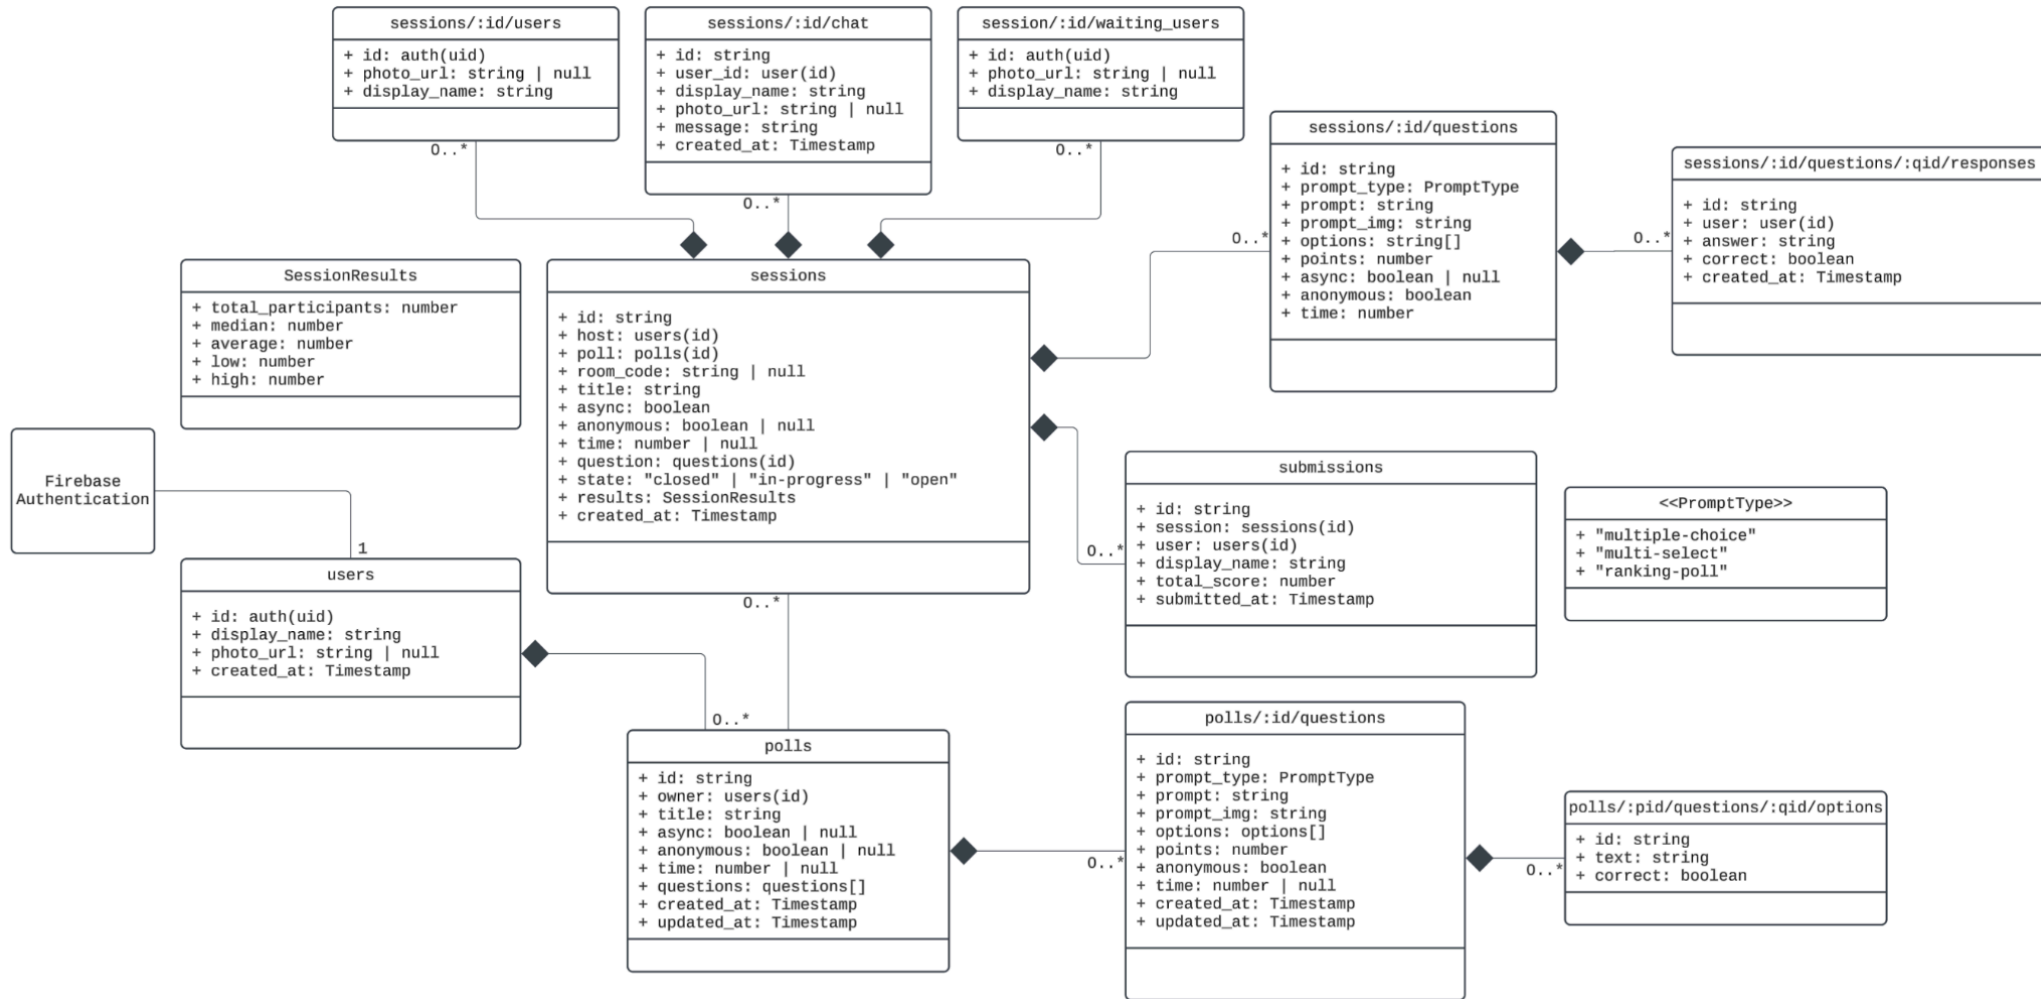 sessions/:id/users
+ id: auth(uid)
+ photo_url: string | null
+ display_name: string
0..*
sessions/:id/chat
+ id: string
+ user_id: user(id)
+ display_name: string
+ photo_url: string | null
+ message: string
+ created_at: Timestamp
0..*
session/:id/waiting_users
+ id: auth(uid)
+ photo_url: string | null
+ display_name: string
0..*
sessions/:id/questions
+ id: string
+ prompt_type: PromptType
+ prompt: string
+ prompt_img: string
+ options: string[]
+ points: number
+ async: boolean | null
+ anonymous: boolean
+ time: number
0..*
sessions/:id/questions/:qid/responses
+ id: string
+ user: user(id)
+ answer: string
+ correct: boolean
+ created_at: Timestamp
0..*
SessionResults
+ total_participants: number
+ median: number
+ average: number
+ low: number
+ high: number
sessions
+ id: string
+ host: users(id)
+ poll: polls(id)
+ room_code: string | null
+ title: string
+ async: boolean
+ anonymous: boolean | null
+ time: number | null
+ question: questions(id)
+ state: "closed" | "in-progress" | "open"
+ results: SessionResults
+ created_at: Timestamp
0..*
Firebase
Authentication
1
users
+ id: auth(uid)
+ display_name: string
+ photo_url: string | null
+ created_at: Timestamp
submissions
+ id: string
+ session: sessions(id)
+ user: users(id)
+ display_name: string
+ total_score: number
+ submitted_at: Timestamp
0..*
<<PromptType>>
+ "multiple-choice"
+ "multi-select"
+ "ranking-poll"
0..*
polls
+ id: string
+ owner: users(id)
+ title: string
+ async: boolean | null
+ anonymous: boolean | null
+ time: number | null
+ questions: questions[]
+ created_at: Timestamp
+ updated_at: Timestamp
polls/:id/questions
+ id: string
+ prompt_type: PromptType
+ prompt: string
+ prompt_img: string
+ options: options[]
+ points: number
+ anonymous: boolean
+ time: number | null
+ created_at: Timestamp
+ updated_at: Timestamp
0..*
polls/:pid/questions/:qid/options
+ id: string
+ text: string
+ correct: boolean
0..*